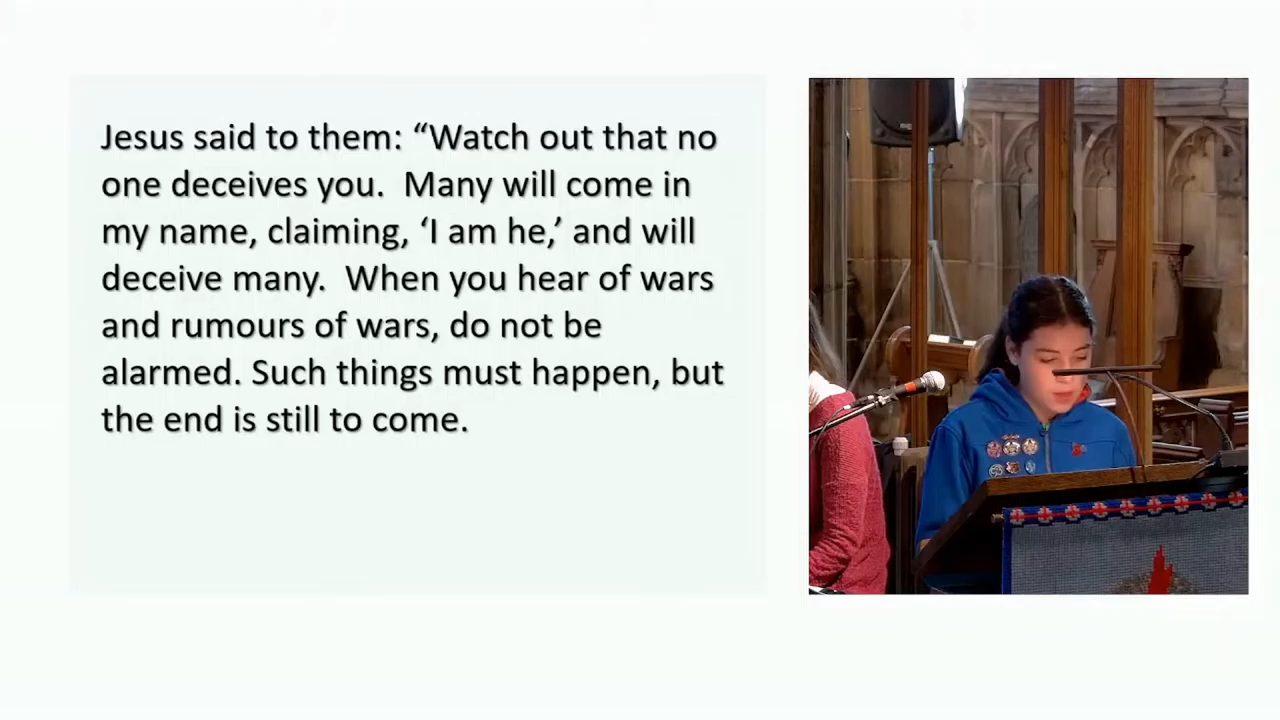 Jesus said to them: “Watch out that no
one deceives you.  Many will come in
my name, claiming, ‘I am he,’ and will
deceive many.  When you hear of wars
and rumours of wars, do not be
alarmed. Such things must happen, but
the end is still to come.